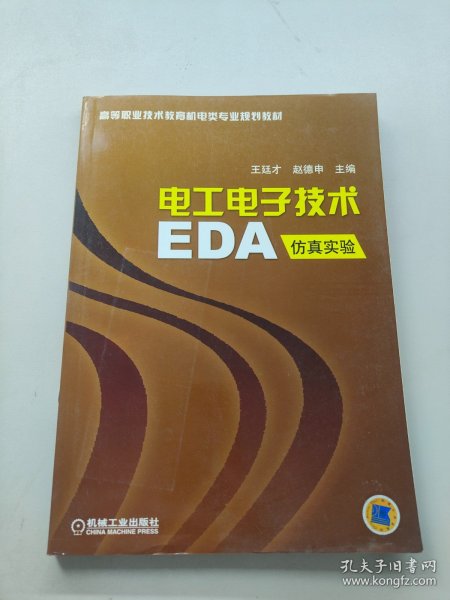 高等职业技术教育机电类专业规划教材
王廷才 赵德申 主编
电工电子技术
EDA 仿真实验
机械工业出版社
CHINA MACHINE PRESS
孔夫子旧书网
www.kongfz.com